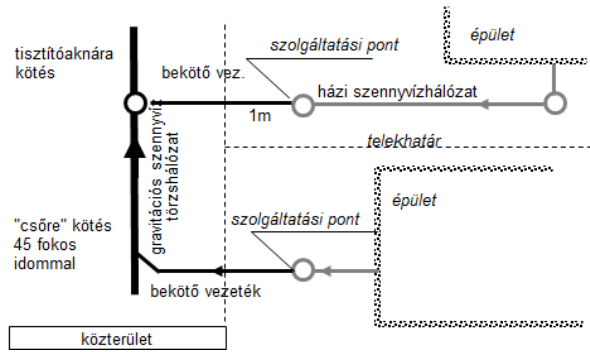 szolgáltatási pont
épület
tisztítóaknára
kötés
bekötő vez.
házi szennyvízhálózat
1m
gravitációs szennyvíz
törzshálózat
telekhatár
épület
"csőre" kötés
45 fokos
idommal
szolgáltatási pont
bekötő vezeték
közterület